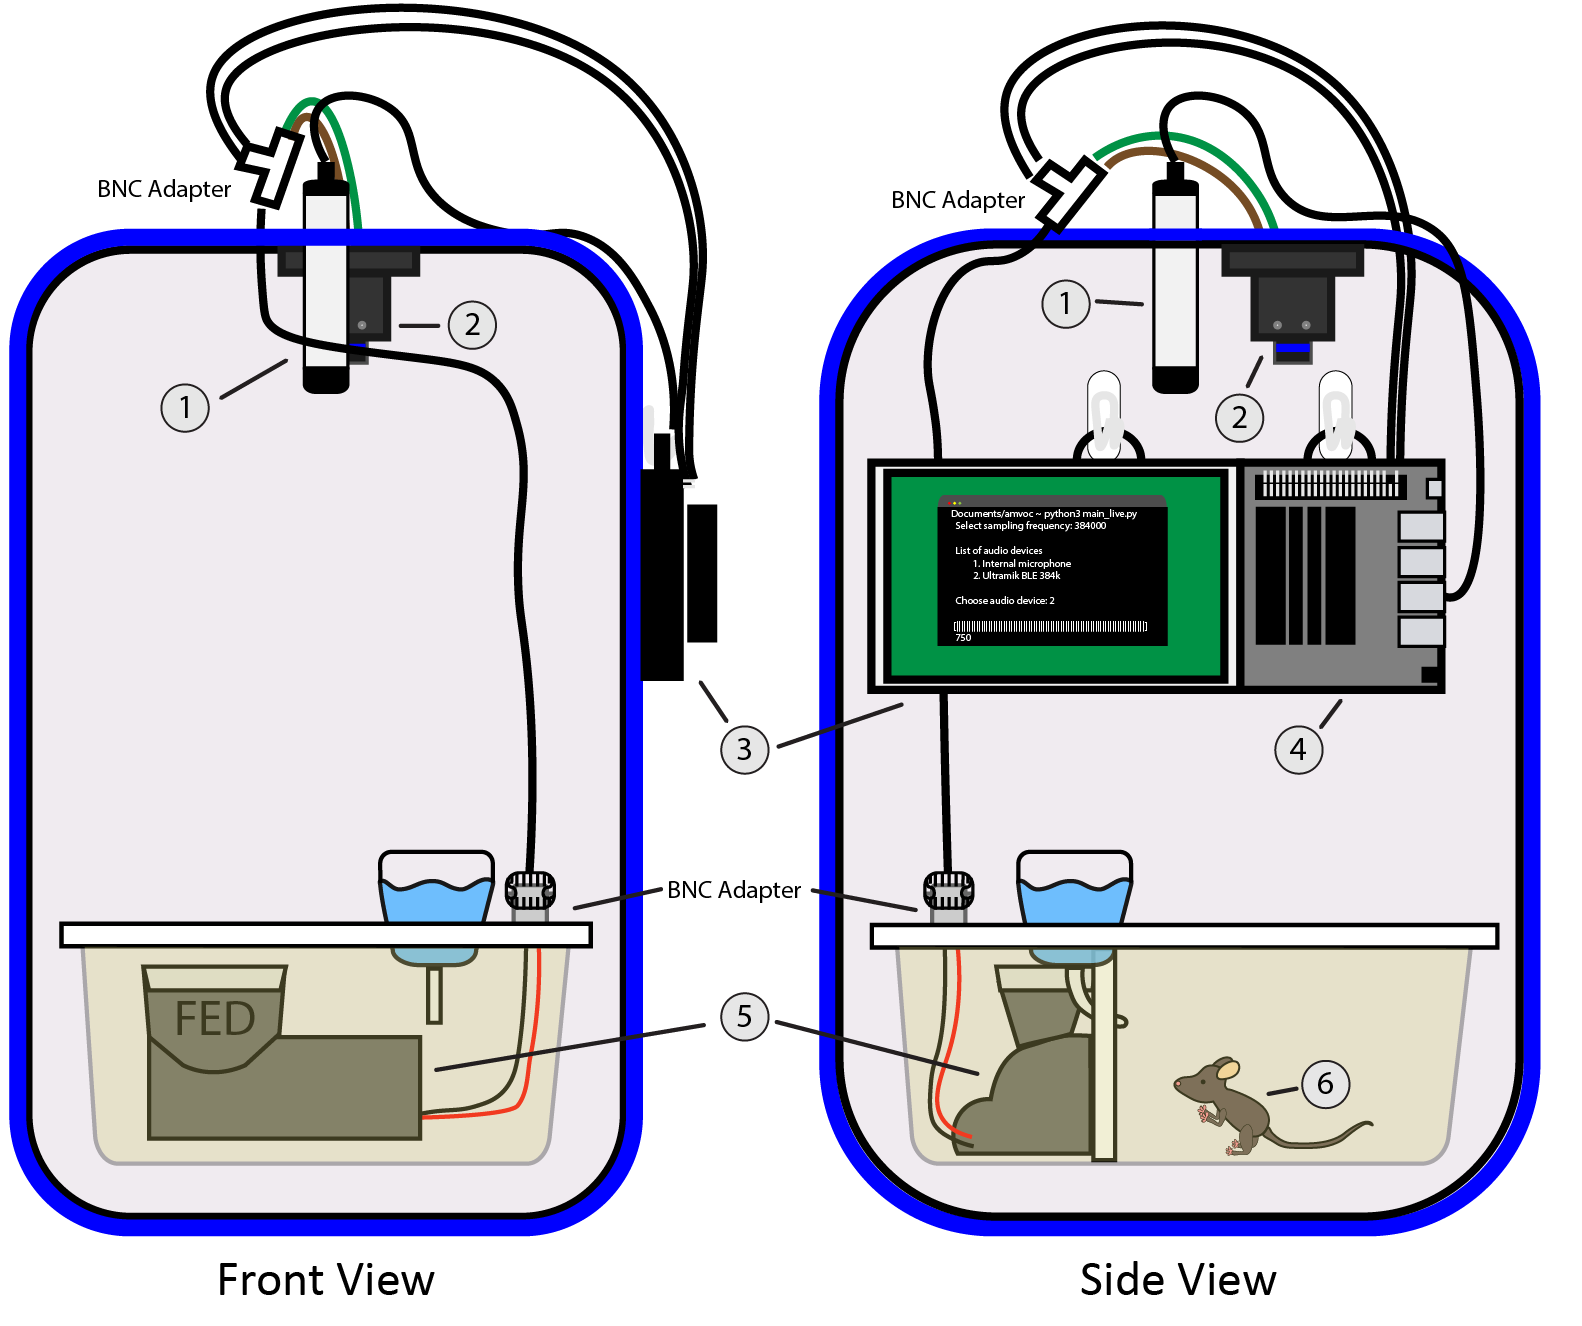 BNC Adapter
1
2
FED
Front View
BNC Adapter
1
2
Documents/amvoc ~ python3 main_live.py
Select sampling frequency: 384000
List of audio devices
1. Internal microphone
2. Ultramik BLE 384k
Choose audio device: 2
750
3
4
BNC Adapter
5
6
Side View